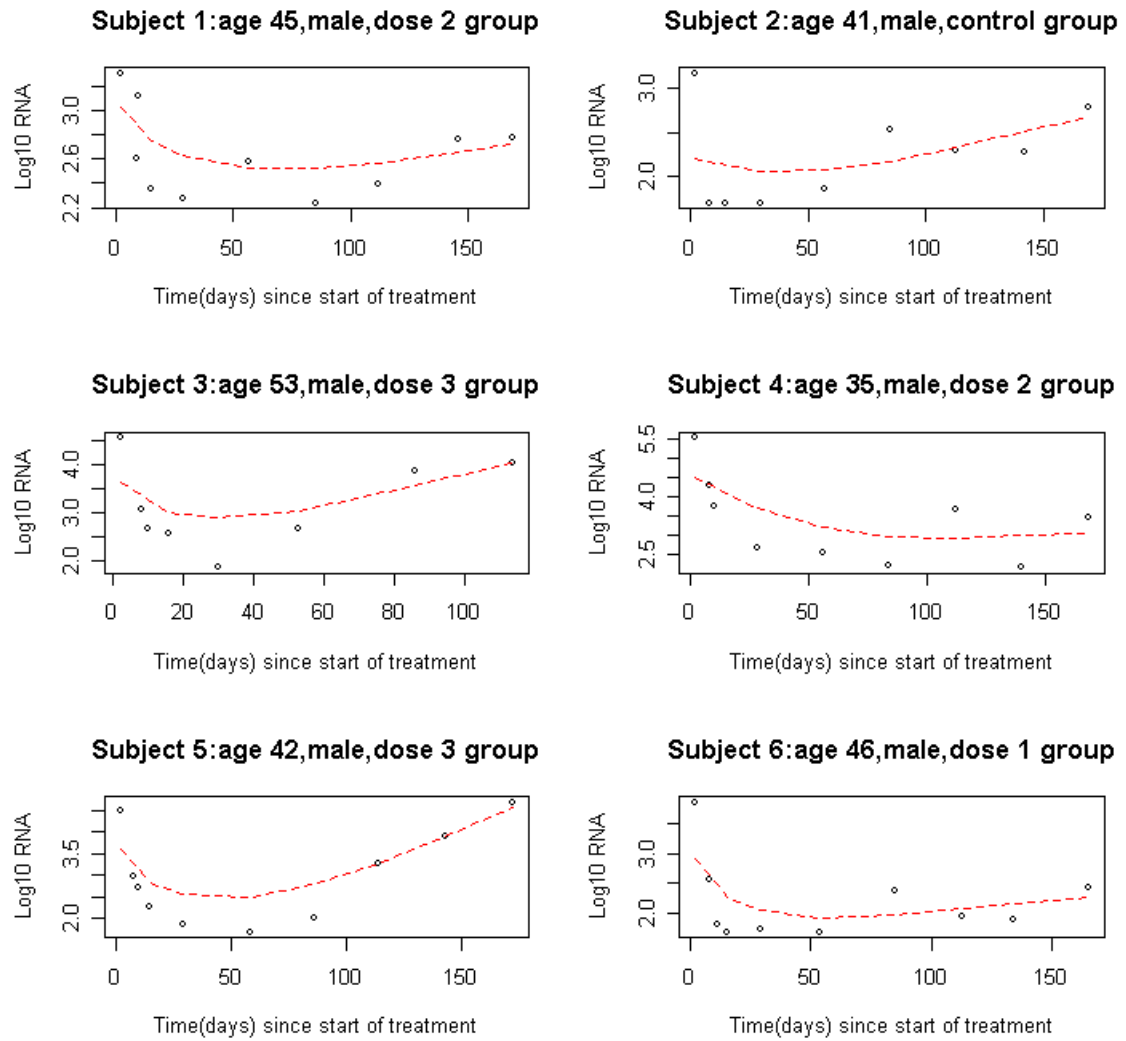 Subject 1:age 45,male,dose 2 group
Log10 RNA
2.2 2.6 3.0
0 50 100 150
Time(days) since start of treatment
Subject 2:age 41,male,control group
Log10 RNA
2.0 3.0
0 50 100 150
Time(days) since start of treatment
Subject 3:age 53,male,dose 3 group
Log10 RNA
2.0 3.0 4.0
0 20 40 60 80 100
Time(days) since start of treatment
Subject 4:age 35,male,dose 2 group
Log10 RNA
2.5 4.0 5.5
0 50 100 150
Time(days) since start of treatment
Subject 5:age 42,male,dose 3 group
Log10 RNA
2.0 3.5
0 50 100 150
Time(days) since start of treatment
Subject 6:age 46,male,dose 1 group
Log10 RNA
2.0 3.0
0 50 100 150
Time(days) since start of treatment